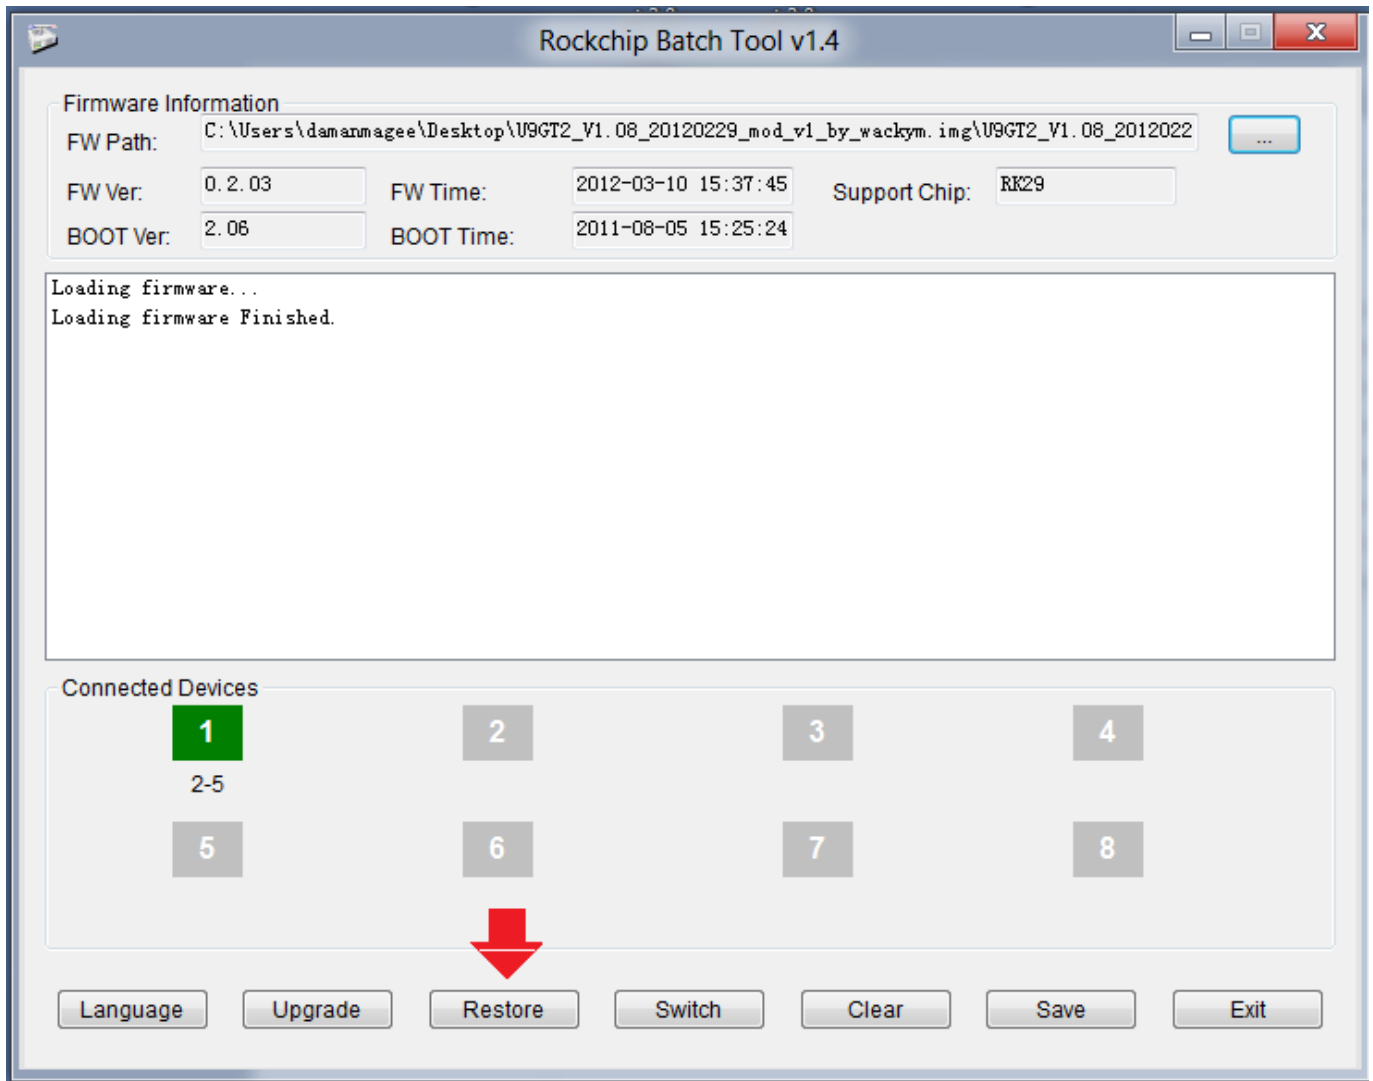 Rockchip Batch Tool v1.4
X
Firmware Information
FW Path: C:\Users\damanmagee\Desktop\U9GT2_V1.08_20120229_mod_v1_by_wackym.img\U9GT2_V1.08_2012022 ...
FW Ver: 0.2.03 FW Time: 2012-03-10 15:37:45 Support Chip: RK29
BOOT Ver: 2.06 BOOT Time: 2011-08-05 15:25:24
Loading firmware...
Loading firmware Finished.
Connected Devices
1 2 3 4
2-5
5 6 7 8
Language Upgrade Restore Switch Clear Save Exit